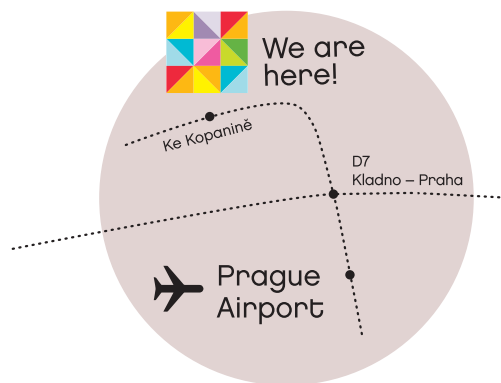 We are
here!
Ke Kopanině
D7
Kladno – Praha
Prague
Airport